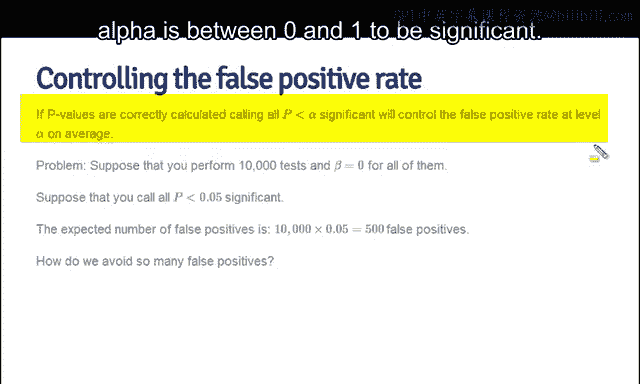 alpha is between 0 and 1 to be significant.
Controlling the false positive rate
If P-values are correctly calculated calling all P < α significant will control the false positive rate at level
α on average.
Problem: Suppose that you perform 10,000 tests and β = 0 for all of them.
Suppose that you call all P < 0.05 significant.
The expected number of false positives is: 10,000 × 0.05 = 500 false positives.
How do we avoid so many false positives?